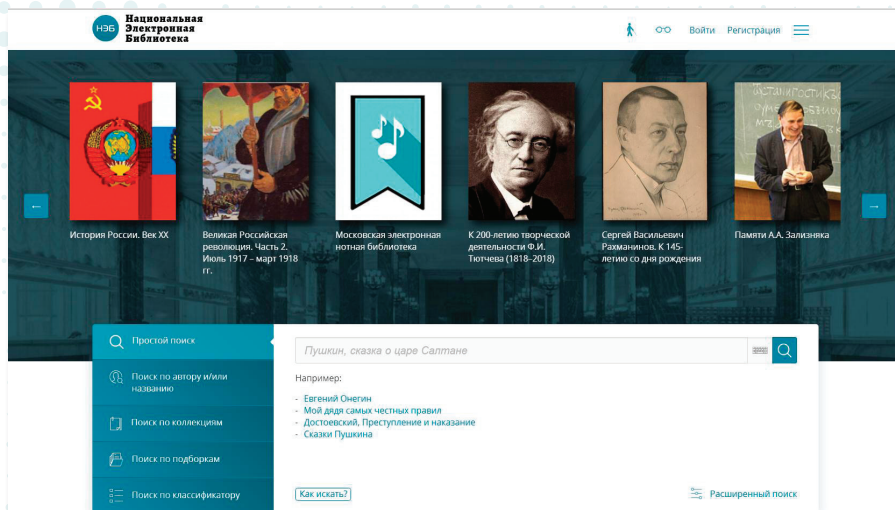 НЭБ
Национальная
Электронная
Библиотека
Войти
Регистрация
←
История России. Век XX
Великая Российская
революция. Часть 2.
Июль 1917 – март 1918
гг.
Московская электронная
нотная библиотека
К 200-летию творческой
деятельности Ф.И.
Тютчева (1818–2018)
Сергей Васильевич
Рахманинов. К 145-
летию со дня рождения
Памяти А.А. Зализняка
→
Простой поиск
Поиск по автору и/или
названию
Поиск по коллекциям
Поиск по подборкам
Поиск по классификатору
Пушкин, сказка о царе Салтане
Например:
- Евгений Онегин
- Мой дядя самых честных правил
- Достоевский, Преступление и наказание
- Сказки Пушкина
Как искать?
Расширенный поиск